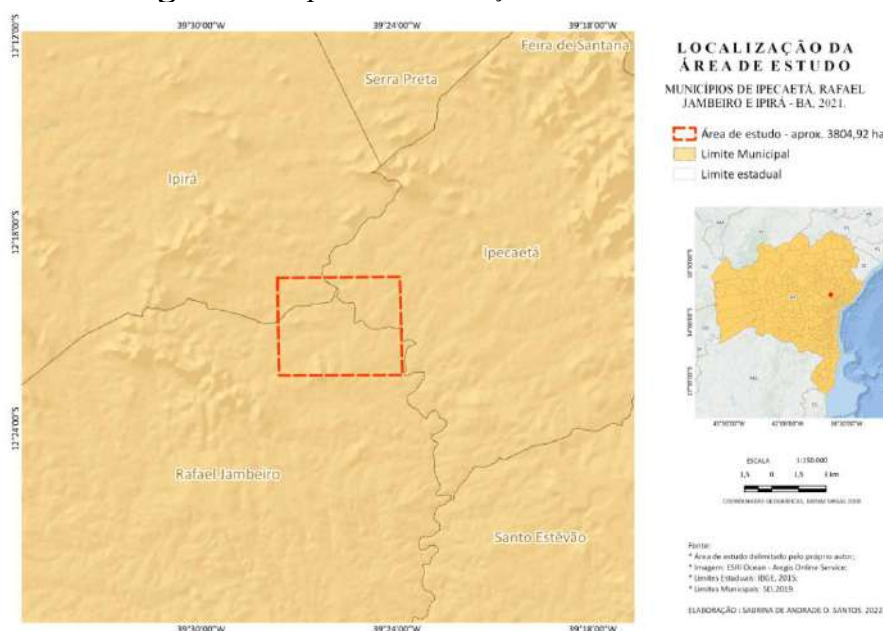 39°30'00"W 39°24'00"W 39°18'00"W
12°12'00"S
Feira de Santana
Serra Preta
Ipirá
12°18'00"S
Ipecaetá
12°24'00"S
Rafael Jambeiro
Santo Estêvão
39°30'00"W 39°24'00"W 39°18'00"W
LOCALIZAÇÃO DA
ÁREA DE ESTUDO
MUNICÍPIOS DE IPECAETÁ, RAFAEL
JAMBEIRO E IPIRÁ - BA, 2021.
Área de estudo - aprox. 3804,92 ha
Limite Municipal
Limite estadual
ESCALA 1:150.000
1,5 0 1,5 3 km
Fonte:
* Área de estudo delimitado pelo próprio autor;
* Imagem: ESRI Ocean - Arcgis Online Service;
* Limites Estaduais: IBGE, 2015;
* Limites Municipais: SEI,2019.
ELABORAÇÃO : SABRINA DE ANDRADE O. SANTOS. 2022